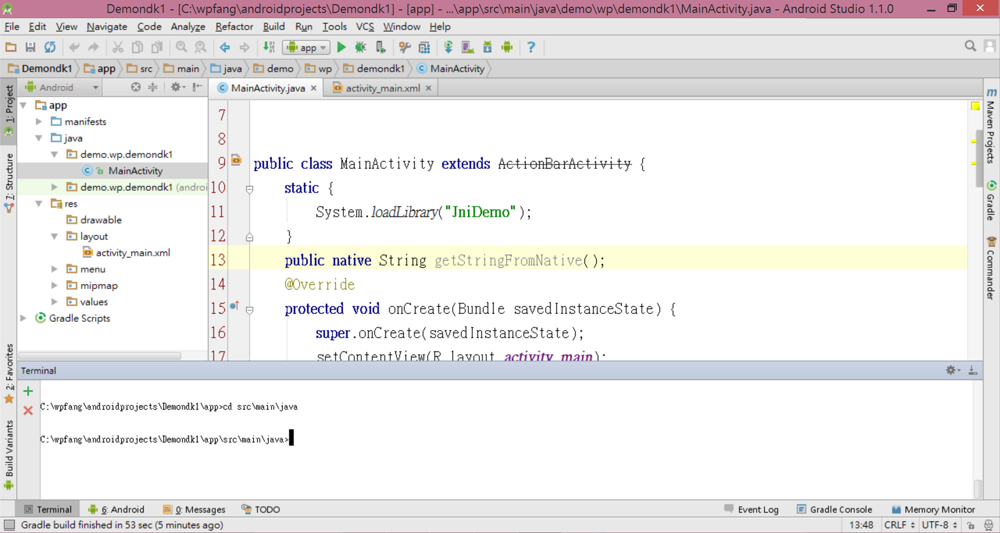 Demondk1 - [C:\wpfang\androidprojects\Demondk1] - [app] - ...\app\src\main\java\demo\wp\demondk1\MainActivity.java - Android Studio 1.1.0
File Edit View Navigate Code Analyze Refactor Build Run Tools VCS Window Help
app
Demondk1 app src main java demo wp demondk1 MainActivity
Android
MainActivity.java activity_main.xml
1: Project
7: Structure
2: Favorites
Build Variants
app
manifests
java
demo.wp.demondk1
MainActivity
demo.wp.demondk1 (androi
res
drawable
layout
activity_main.xml
menu
mipmap
values
Gradle Scripts
7
8
9 public class MainActivity extends ActionBarActivity {
10 static {
11 System.loadLibrary("JniDemo");
12 }
13 public native String getStringFromNative();
14 @Override
15 protected void onCreate(Bundle savedInstanceState) {
16 super.onCreate(savedInstanceState);
17 setContentView(R.layout.activity_main);
m Maven Projects
Gradle
Commander
Terminal
C:\wpfang\androidprojects\Demondk1\app>cd src\main\java
C:\wpfang\androidprojects\Demondk1\app\src\main\java>
Terminal 6: Android 0: Messages TODO Event Log Gradle Console Memory Monitor
Gradle build finished in 53 sec (5 minutes ago) 13:48 CRLF UTF-8